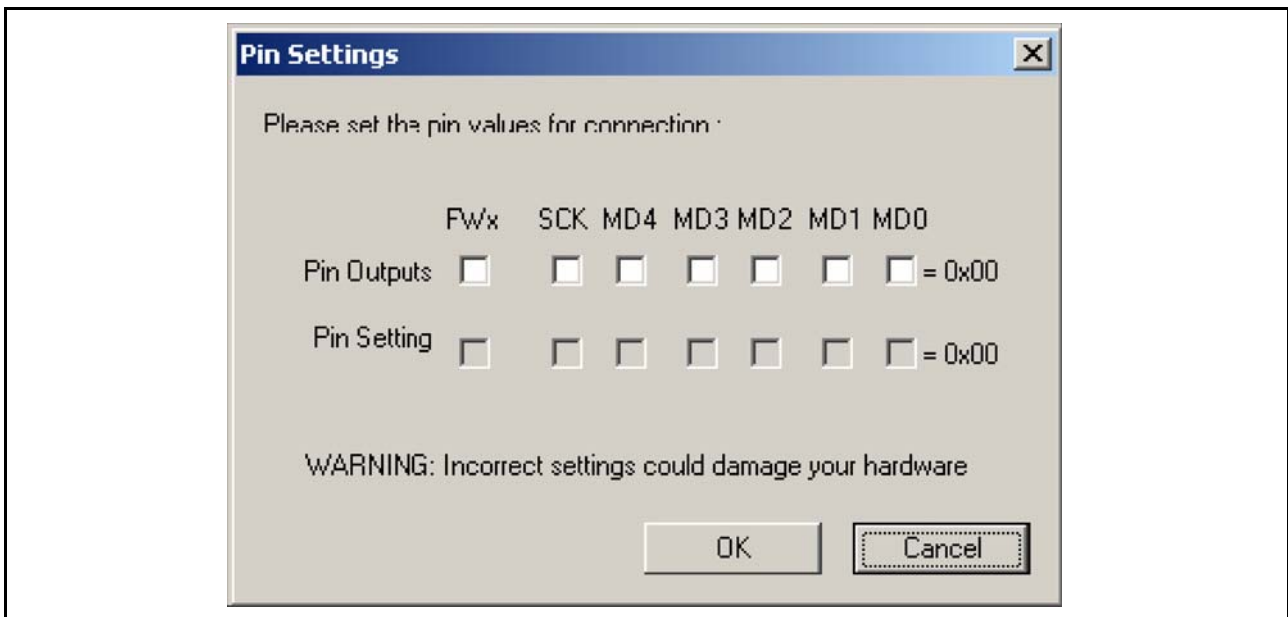 Pin Settings
Please set the pin values for connection :
FWx SCK MD4 MD3 MD2 MD1 MD0
Pin Outputs = 0x00
Pin Setting = 0x00
WARNING: Incorrect settings could damage your hardware
OK Cancel